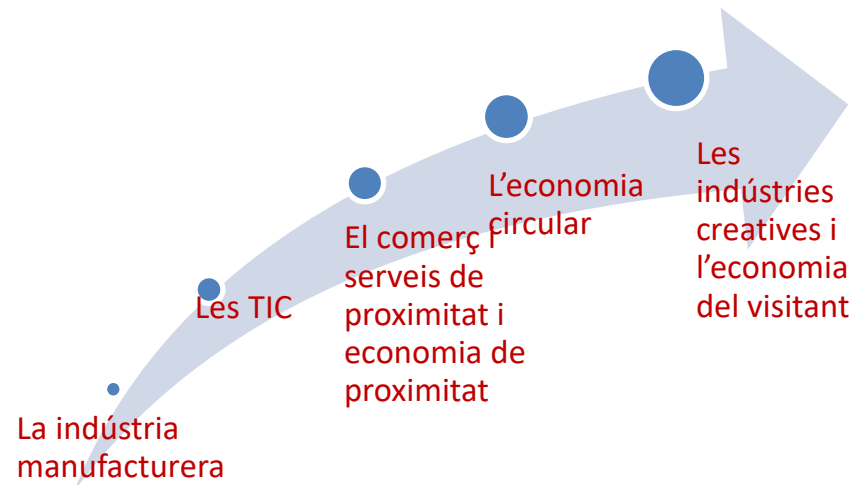 La indústria
manufacturera
Les TIC
El comerç i
serveis de
proximitat i
economia de
proximitat
L’economia
circular
Les
indústries
creatives i
l’economia
del visitant